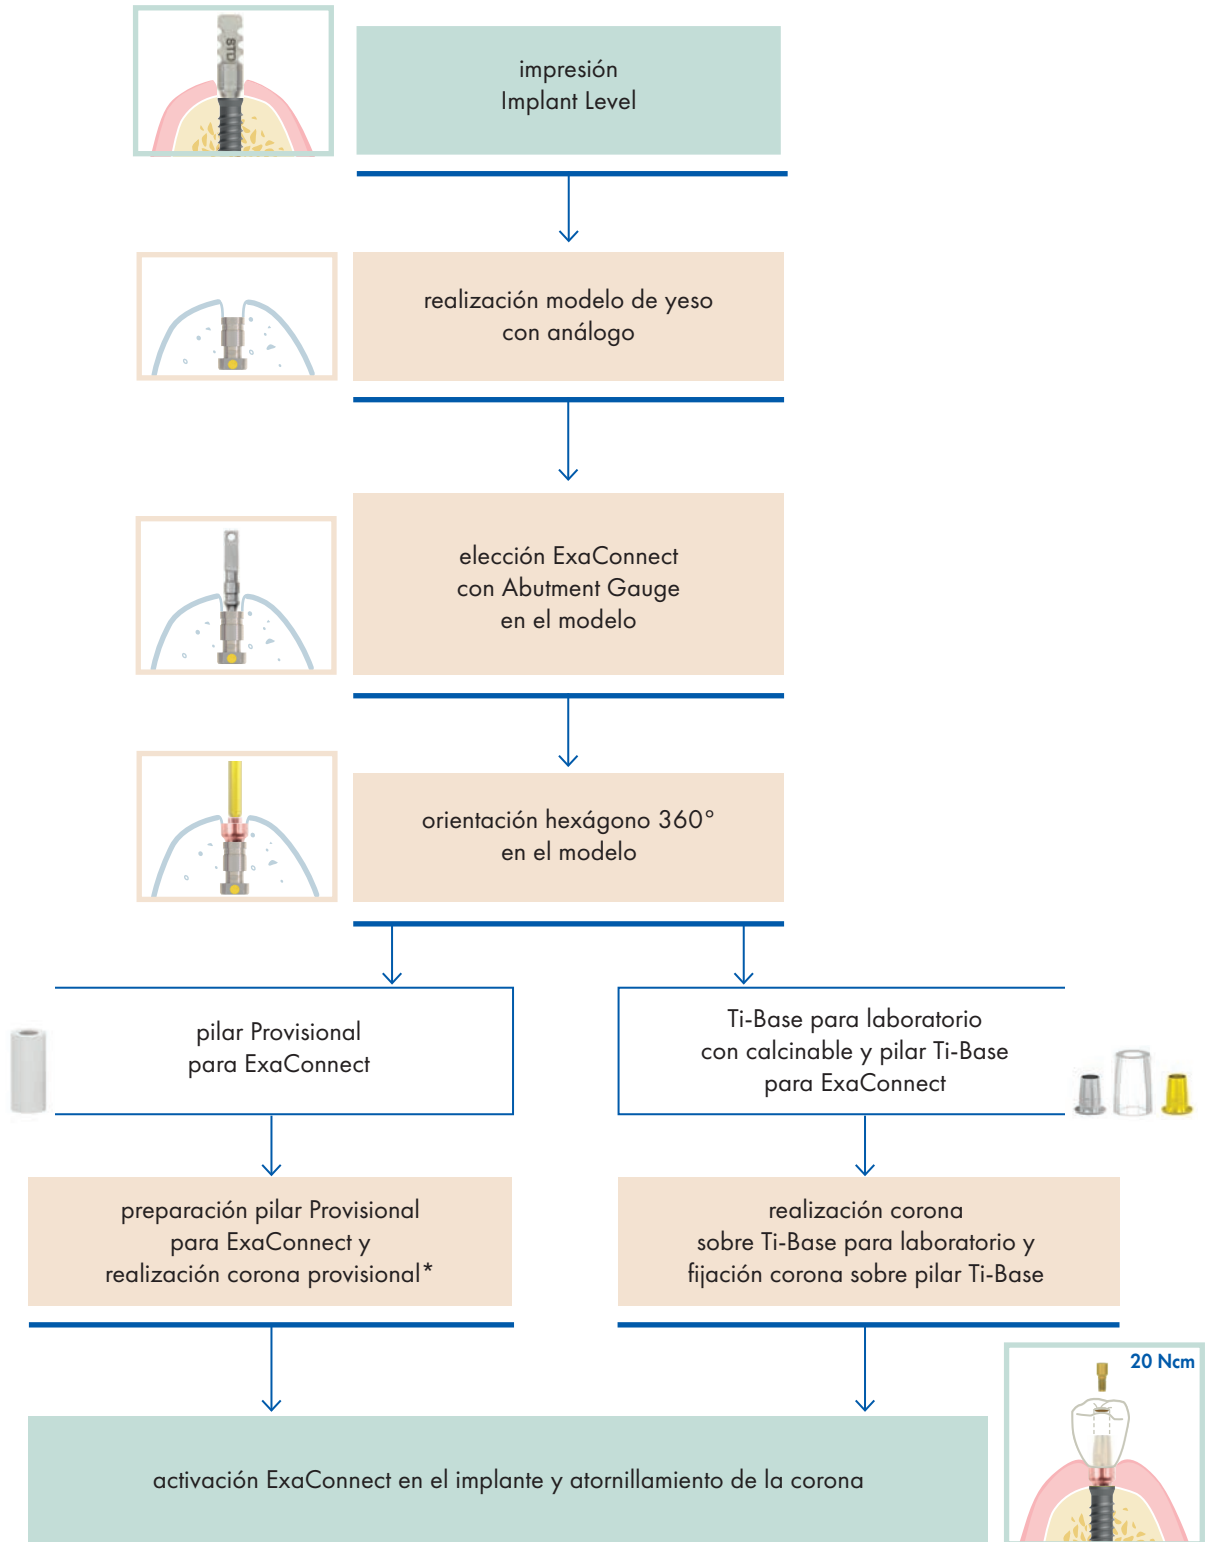 STD
impresión
Implant Level
realización modelo de yeso
con análogo
elección ExaConnect
con Abutment Gauge
en el modelo
orientación hexágono 360°
en el modelo
pilar Provisional
para ExaConnect
Ti-Base para laboratorio
con calcinable y pilar Ti-Base
para ExaConnect
preparación pilar Provisional
para ExaConnect y
realización corona provisional*
realización corona
sobre Ti-Base para laboratorio y
fijación corona sobre pilar Ti-Base
20 Ncm
activación ExaConnect en el implante y atornillamiento de la corona